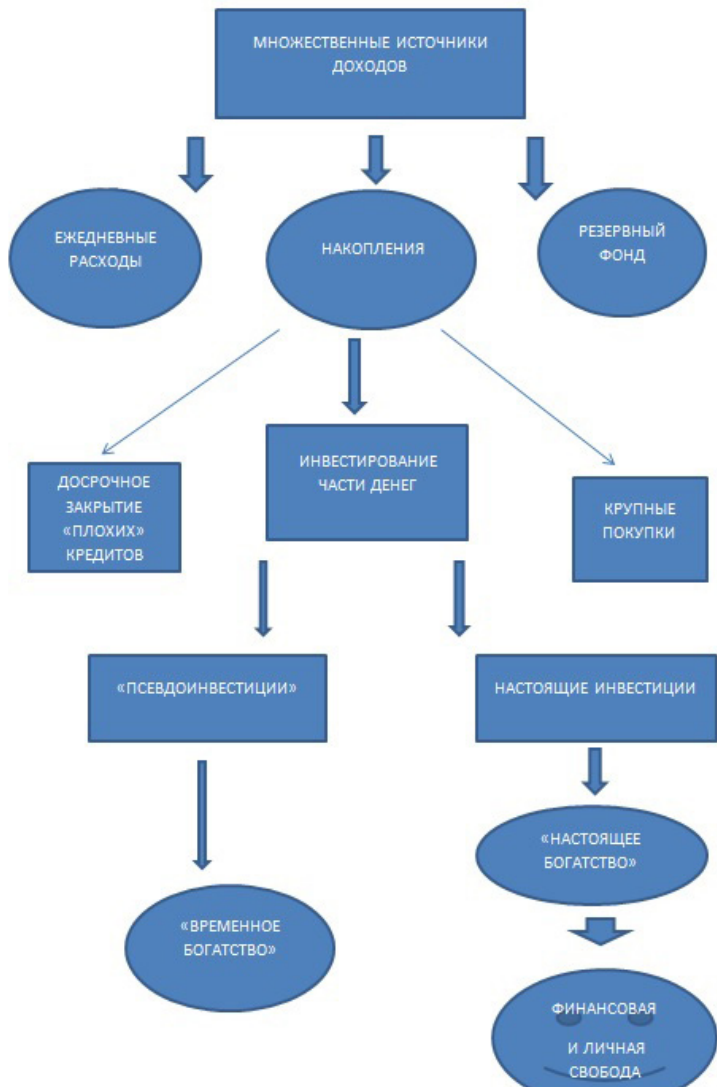 МНОЖЕСТВЕННЫЕ ИСТОЧНИКИ
ДОХОДОВ
ЕЖЕДНЕВНЫЕ
РАСХОДЫ
НАКОПЛЕНИЯ
РЕЗЕРВНЫЙ
ФОНД
ДОСРОЧНОЕ
ЗАКРЫТИЕ
«ПЛОХИХ»
КРЕДИТОВ
ИНВЕСТИРОВАНИЕ
ЧАСТИ ДЕНЕГ
КРУПНЫЕ
ПОКУПКИ
«ПСЕВДОИНВЕСТИЦИИ»
НАСТОЯЩИЕ ИНВЕСТИЦИИ
«НАСТОЯЩЕЕ
БОГАТСТВО»
«ВРЕМЕННОЕ
БОГАТСТВО»
ФИНАНСОВАЯ
И ЛИЧНАЯ
СВОБОДА